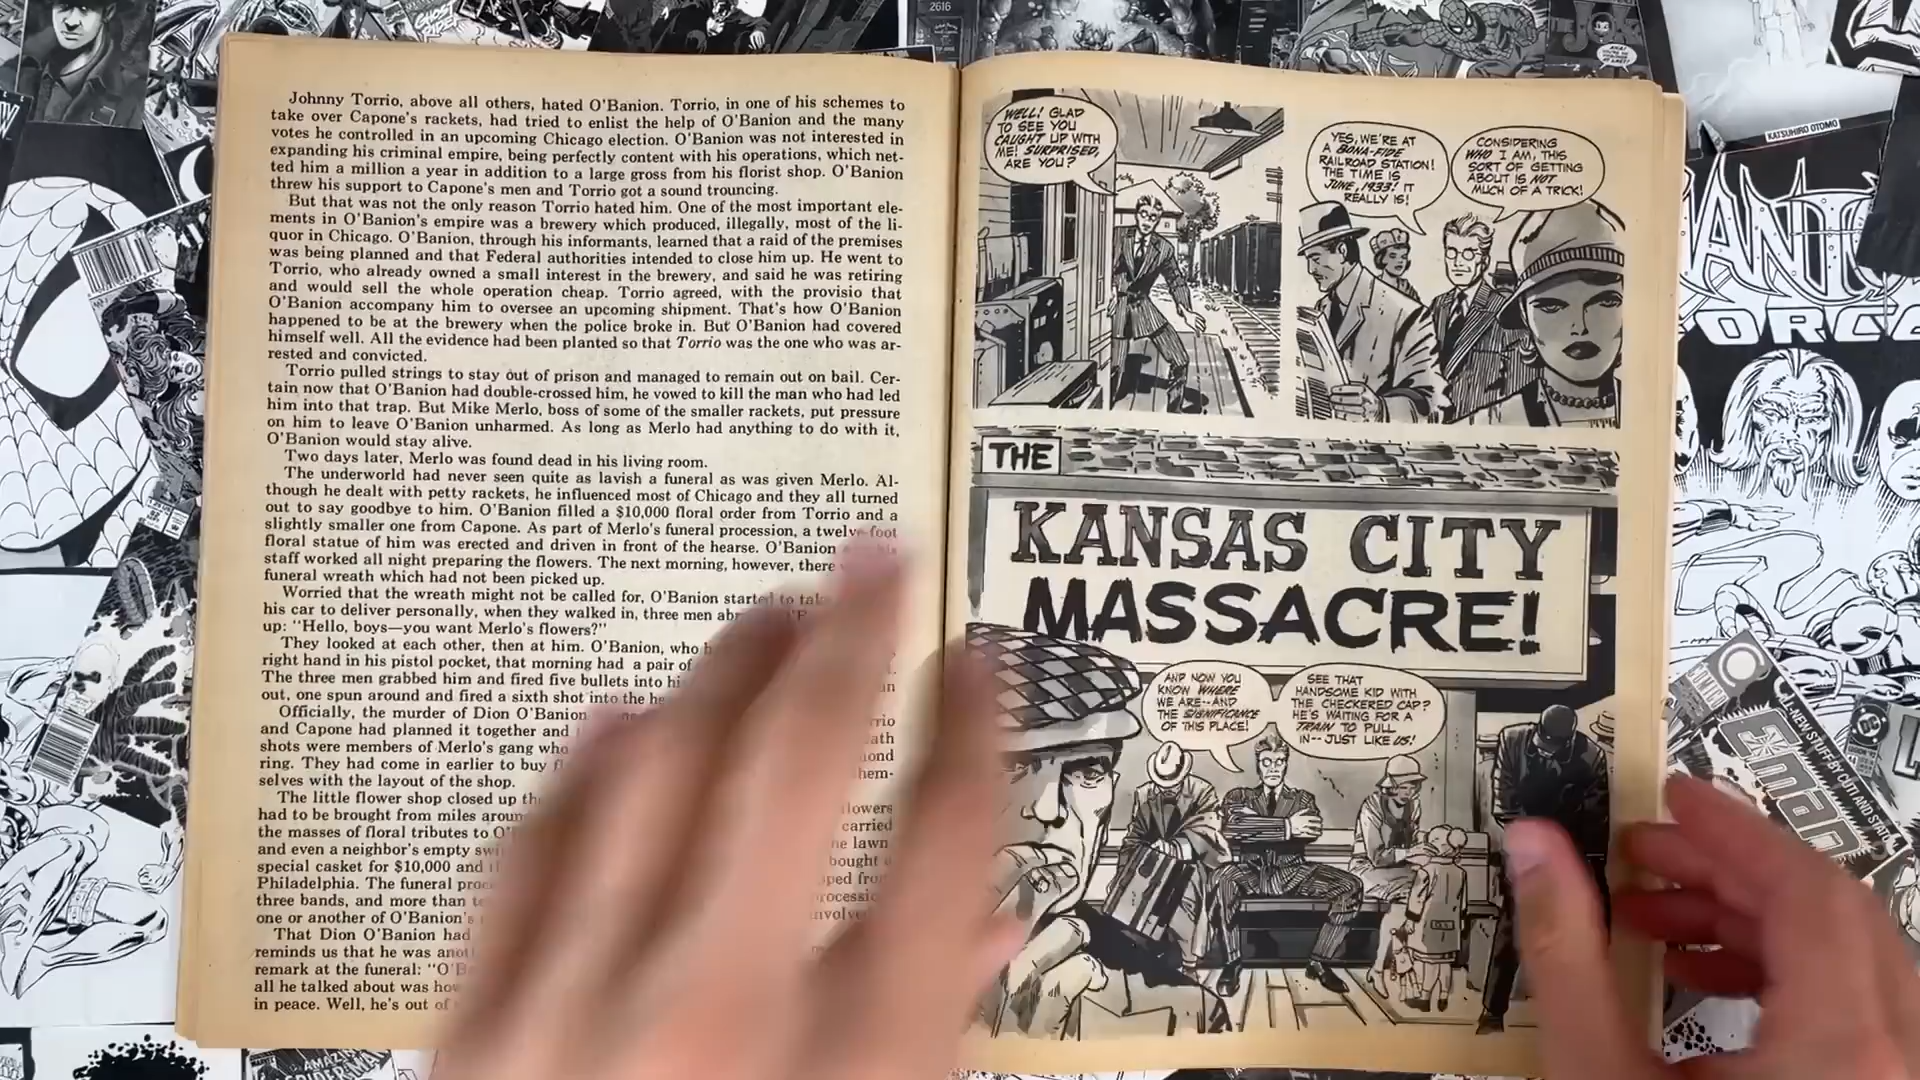 Johnny Torrio, above all others, hated O'Banion. Torrio, in one of his schemes to
take over Capone's rackets, had tried to enlist the help of O'Banion and the many
votes he controlled in an upcoming Chicago election. O'Banion was not interested in
expanding his criminal empire, being perfectly content with his operations, which net-
ted him a million a year in addition to a large gross from his florist shop. O'Banion
threw his support to Capone's men and Torrio got a sound trouncing.
But that was not the only reason Torrio hated him. One of the most important ele-
ments in O'Banion's empire was a brewery which produced, illegally, most of the li-
quor in Chicago. O'Banion, through his informants, learned that a raid of the premises
was being planned and that Federal authorities intended to close him up. He went to
Torrio, who already owned a small interest in the brewery, and said he was retiring
and would sell the whole operation cheap. Torrio agreed, with the provisio that
O'Banion accompany him to oversee an upcoming shipment. That's how O'Banion
happened to be at the brewery when the police broke in. But O'Banion had covered
himself well. All the evidence had been planted so that Torrio was the one who was ar-
rested and convicted.
Torrio pulled strings to stay out of prison and managed to remain out on bail. Cer-
tain now that O'Banion had double-crossed him, he vowed to kill the man who had led
him into that trap. But Mike Merlo, boss of some of the smaller rackets, put pressure
on him to leave O'Banion unharmed. As long as Merlo had anything to do with it,
O'Banion would stay alive.
Two days later, Merlo was found dead in his living room.
The underworld had never seen quite as lavish a funeral as was given Merlo. Al-
though he dealt with petty rackets, he influenced most of Chicago and they all turned
out to say goodbye to him. O'Banion filled a $10,000 floral order from Torrio and a
slightly smaller one from Capone. As part of Merlo's funeral procession, a twelve foot
floral statue of him was erected and driven in front of the hearse. O'Banion
staff worked all night preparing the flowers. The next morning, however, there
funeral wreath which had not been picked up.
Worried that the wreath might not be called for, O'Banion started to
his car to deliver personally, when they walked in, three men
up: "Hello, boys—you want Merlo's flowers?"
They looked at each other, then at him. O'Banion, who
right hand in his pistol pocket, that morning had a pair of
The three men grabbed him and fired five bullets into
out, one spun around and fired a sixth shot into the
Officially, the murder of Dion O'Banion
and Capone had planned it together and
shots were members of Merlo's gang who
ring. They had come in earlier to buy
selves with the layout of the shop.
The little flower shop closed up flowers
had to be brought from miles carried
the masses of floral tributes to lawn
and even a neighbor's empty bought
special casket for $10,000 and
Philadelphia. The funeral
three bands, and more than
one or another of O'Banion's
That Dion O'Banion had
reminds us that he was
remark at the funeral:
all he talked about was
in peace. Well, he's out
WELL! GLAD
TO SEE YOU
CAUGHT UP WITH
ME! SURPRISED,
ARE YOU?
YES, WE'RE AT
A BONA-FIDE
RAILROAD STATION!
THE TIME IS
JUNE, 1933! IT
REALLY IS!
CONSIDERING
WHO I AM, THIS
SORT OF GETTING
ABOUT IS NOT
MUCH OF A TRICK!
THE
KANSAS CITY
MASSACRE!
AND NOW YOU
KNOW WHERE
WE ARE--AND
THE SIGNIFICANCE
OF THIS PLACE!
SEE THAT
HANDSOME KID WITH
THE CHECKERED CAP?
HE'S WAITING FOR A
TRAIN TO PULL
IN-- JUST LIKE US!
2616
GHOST
KATSUHIRO OTOMO
ORC
DC
E-man
ALL-NEW STUFF BY CUTI AND STATON
AMAZING
SPIDER-MAN